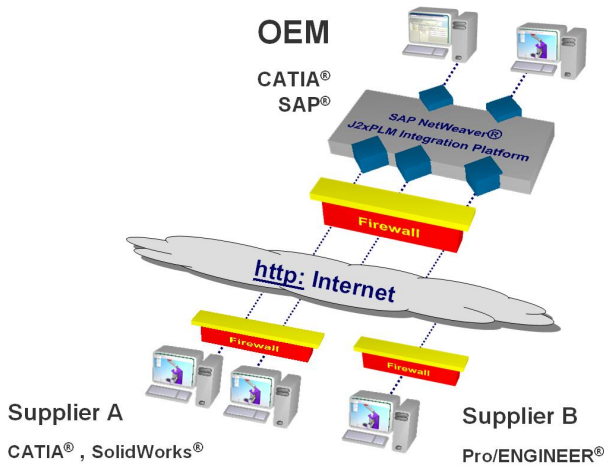 OEM
CATIA®
SAP®
SAP NetWeaver®
J2xPLM Integration Platform
Firewall
http: Internet
Firewall
Firewall
Supplier A
CATIA® , SolidWorks®
Supplier B
Pro/ENGINEER®